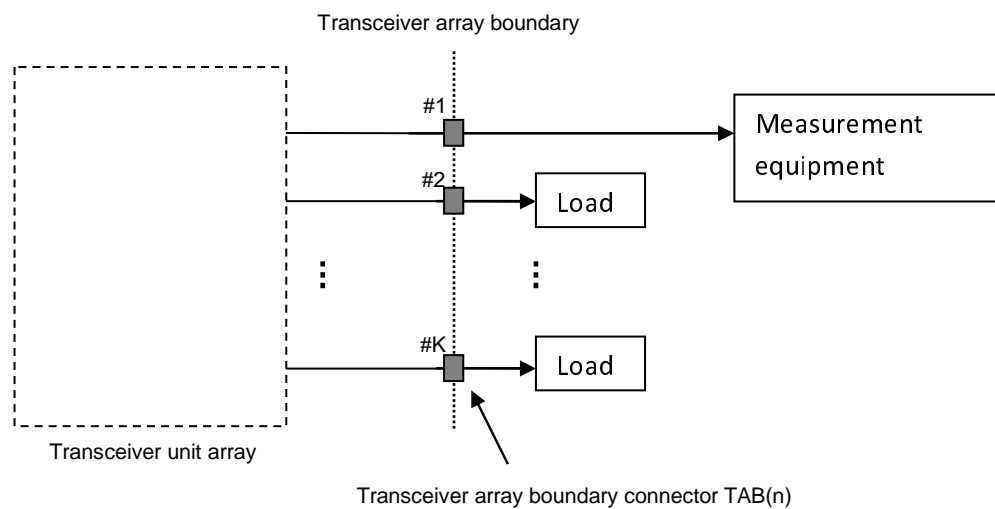 Transceiver array boundary
#1
Measurement
equipment
#2
Load
#K
Load
Transceiver unit array
Transceiver array boundary connector TAB(n)